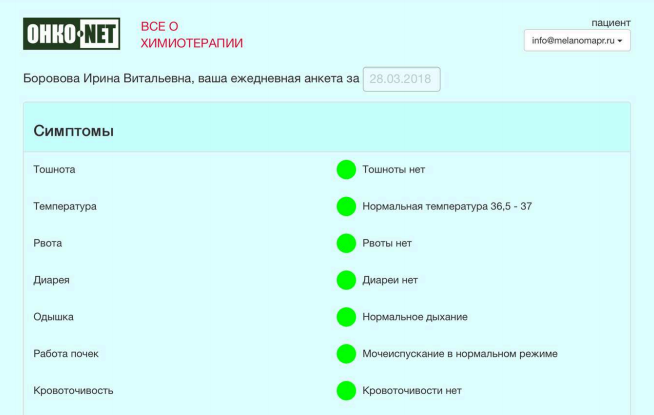 ОНКО·NET
ВСЕ О
ХИМИОТЕРАПИИ
пациент
info@melanomapr.ru
Боровова Ирина Витальевна, ваша ежедневная анкета за 28.03.2018
Симптомы
Тошнота Тошноты нет
Температура Нормальная температура 36,5 - 37
Рвота Рвоты нет
Диарея Диареи нет
Одышка Нормальное дыхание
Работа почек Мочеиспускание в нормальном режиме
Кровоточивость Кровоточивости нет